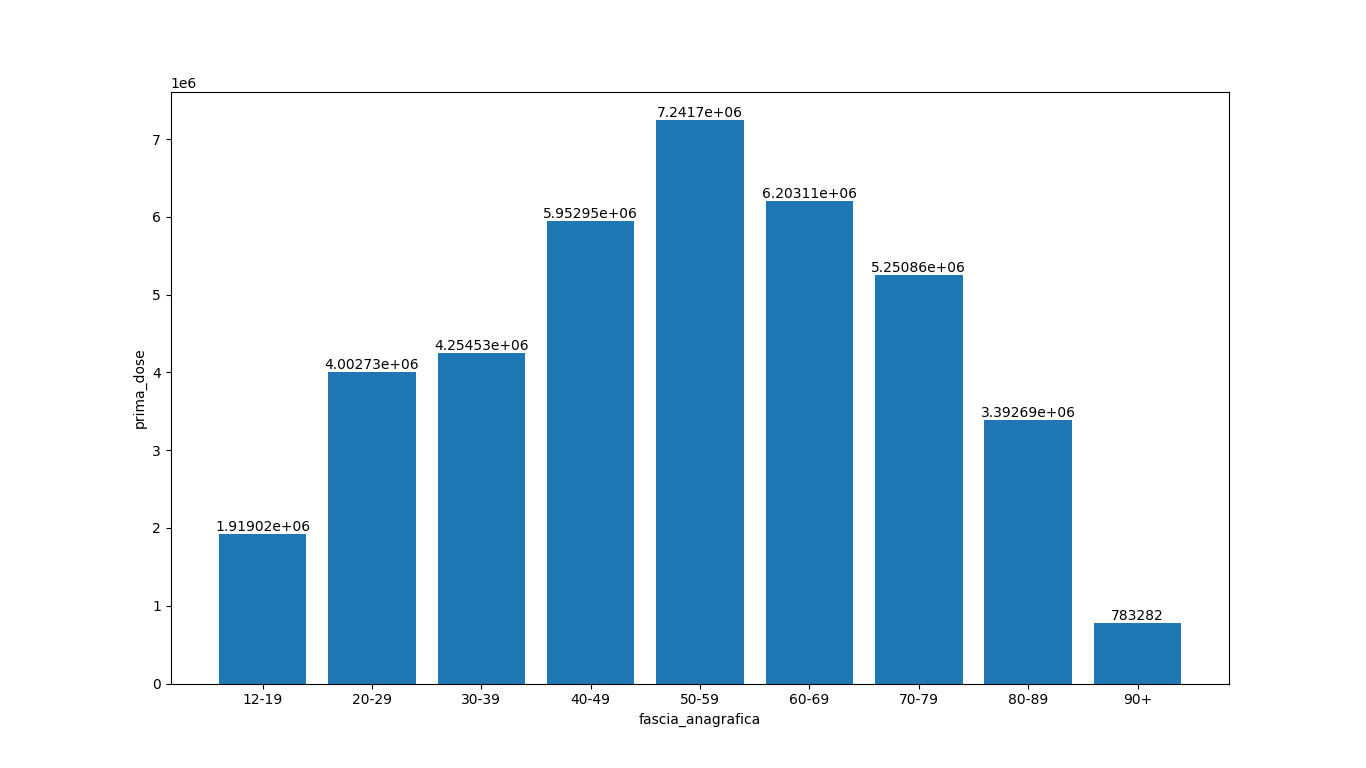 1e6
7.2417e+06
7
6.20311e+06
6
5.95295e+06
5.25086e+06
5
4.25453e+06
4.00273e+06
4
prima_dose
3.39269e+06
3
1.91902e+06
2
783282
1
0
12-19 20-29 30-39 40-49 50-59 60-69 70-79 80-89 90+
fascia_anagrafica